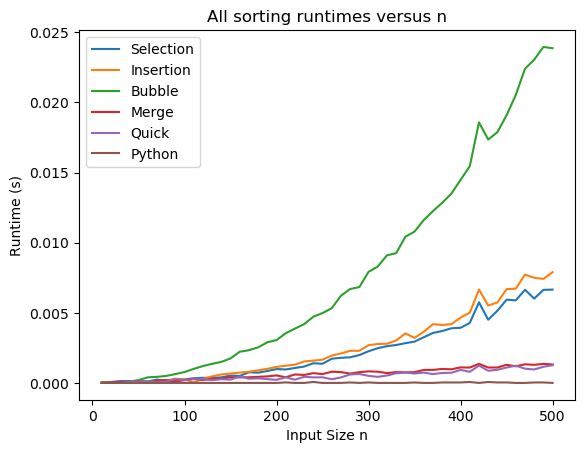 All sorting runtimes versus n
Selection
Insertion
Bubble
Merge
Quick
Python
0.025
0.020
0.015
0.010
0.005
0.000
Runtime (s)
0
100
200
300
400
500
Input Size n